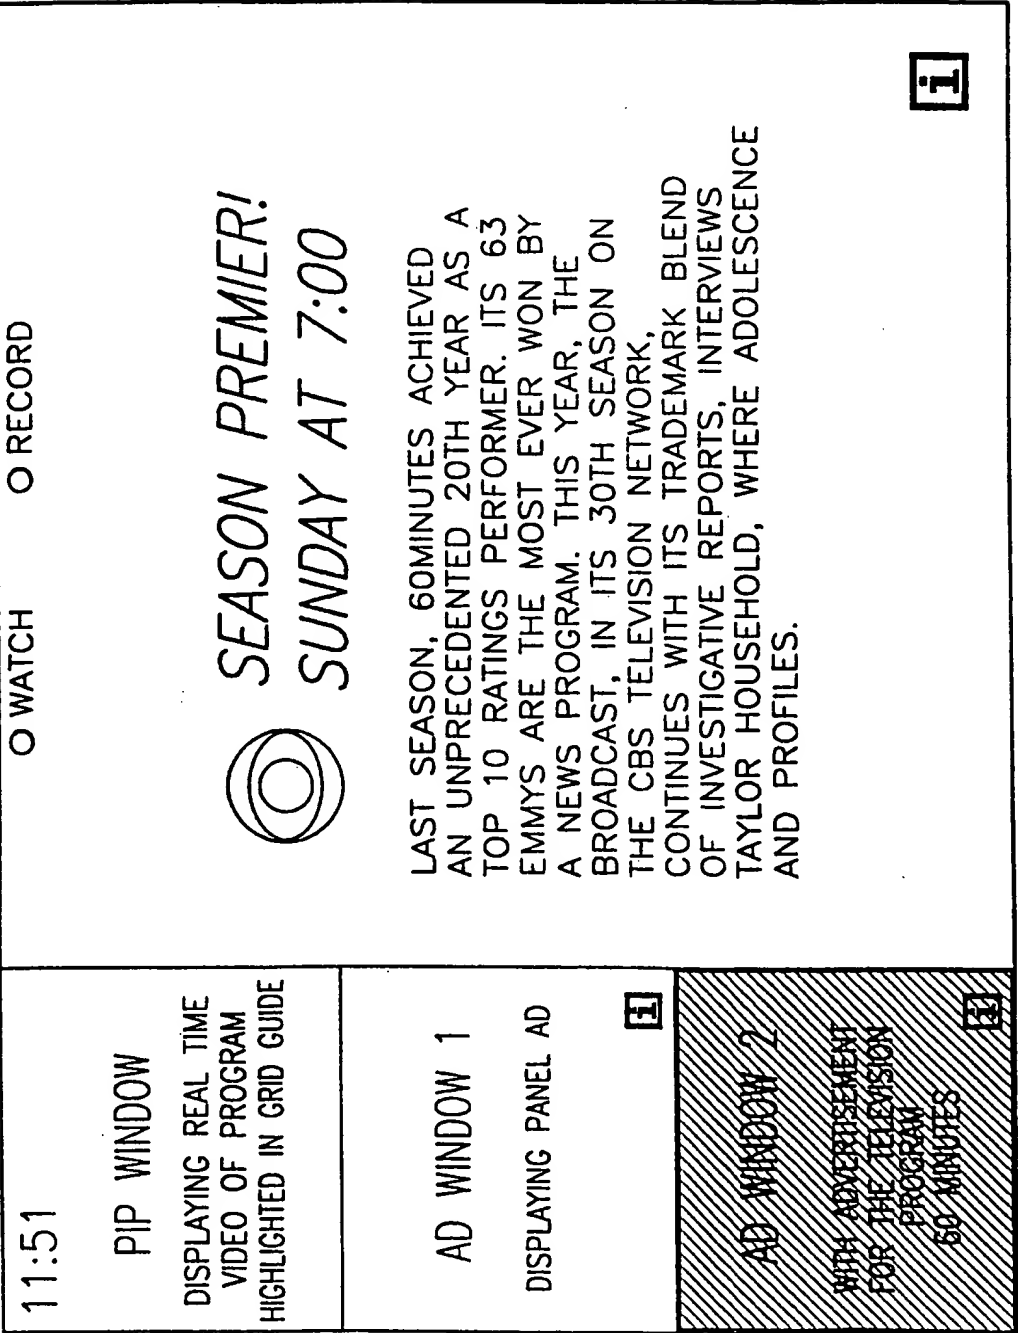 11:51
PIP WINDOW
DISPLAYING REAL TIME
VIDEO OF PROGRAM
HIGHLIGHTED IN GRID GUIDE
AD WINDOW 1
DISPLAYING PANEL AD
i
AD WINDOW 2
WITH ADVERTISEMENT
FOR THE TELEVISION
PROGRAM
60 MINUTES
i
O WATCH O RECORD
SEASON PREMIER!
SUNDAY AT 7:00
LAST SEASON, 60MINUTES ACHIEVED
AN UNPRECEDENTED 20TH YEAR AS A
TOP 10 RATINGS PERFORMER. ITS 63
EMMYS ARE THE MOST EVER WON BY
A NEWS PROGRAM. THIS YEAR, THE
BROADCAST, IN ITS 30TH SEASON ON
THE CBS TELEVISION NETWORK,
CONTINUES WITH ITS TRADEMARK BLEND
OF INVESTIGATIVE REPORTS, INTERVIEWS
TAYLOR HOUSEHOLD, WHERE ADOLESCENCE
AND PROFILES.
i